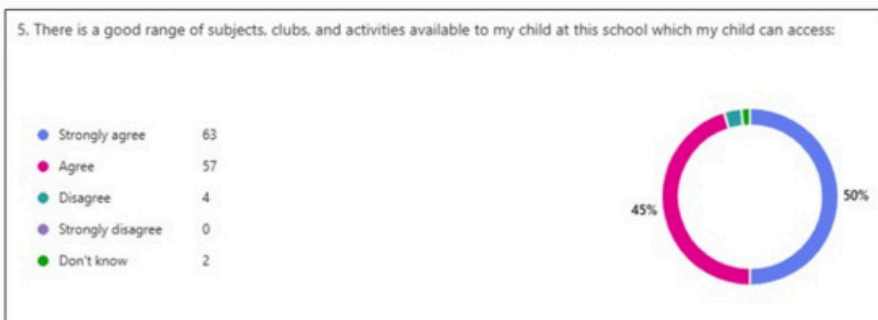 5. There is a good range of subjects, clubs, and activities available to my child at this school which my child can access:
Strongly agree 63
Agree 57
Disagree 4
Strongly disagree 0
Don't know 2
45%
50%